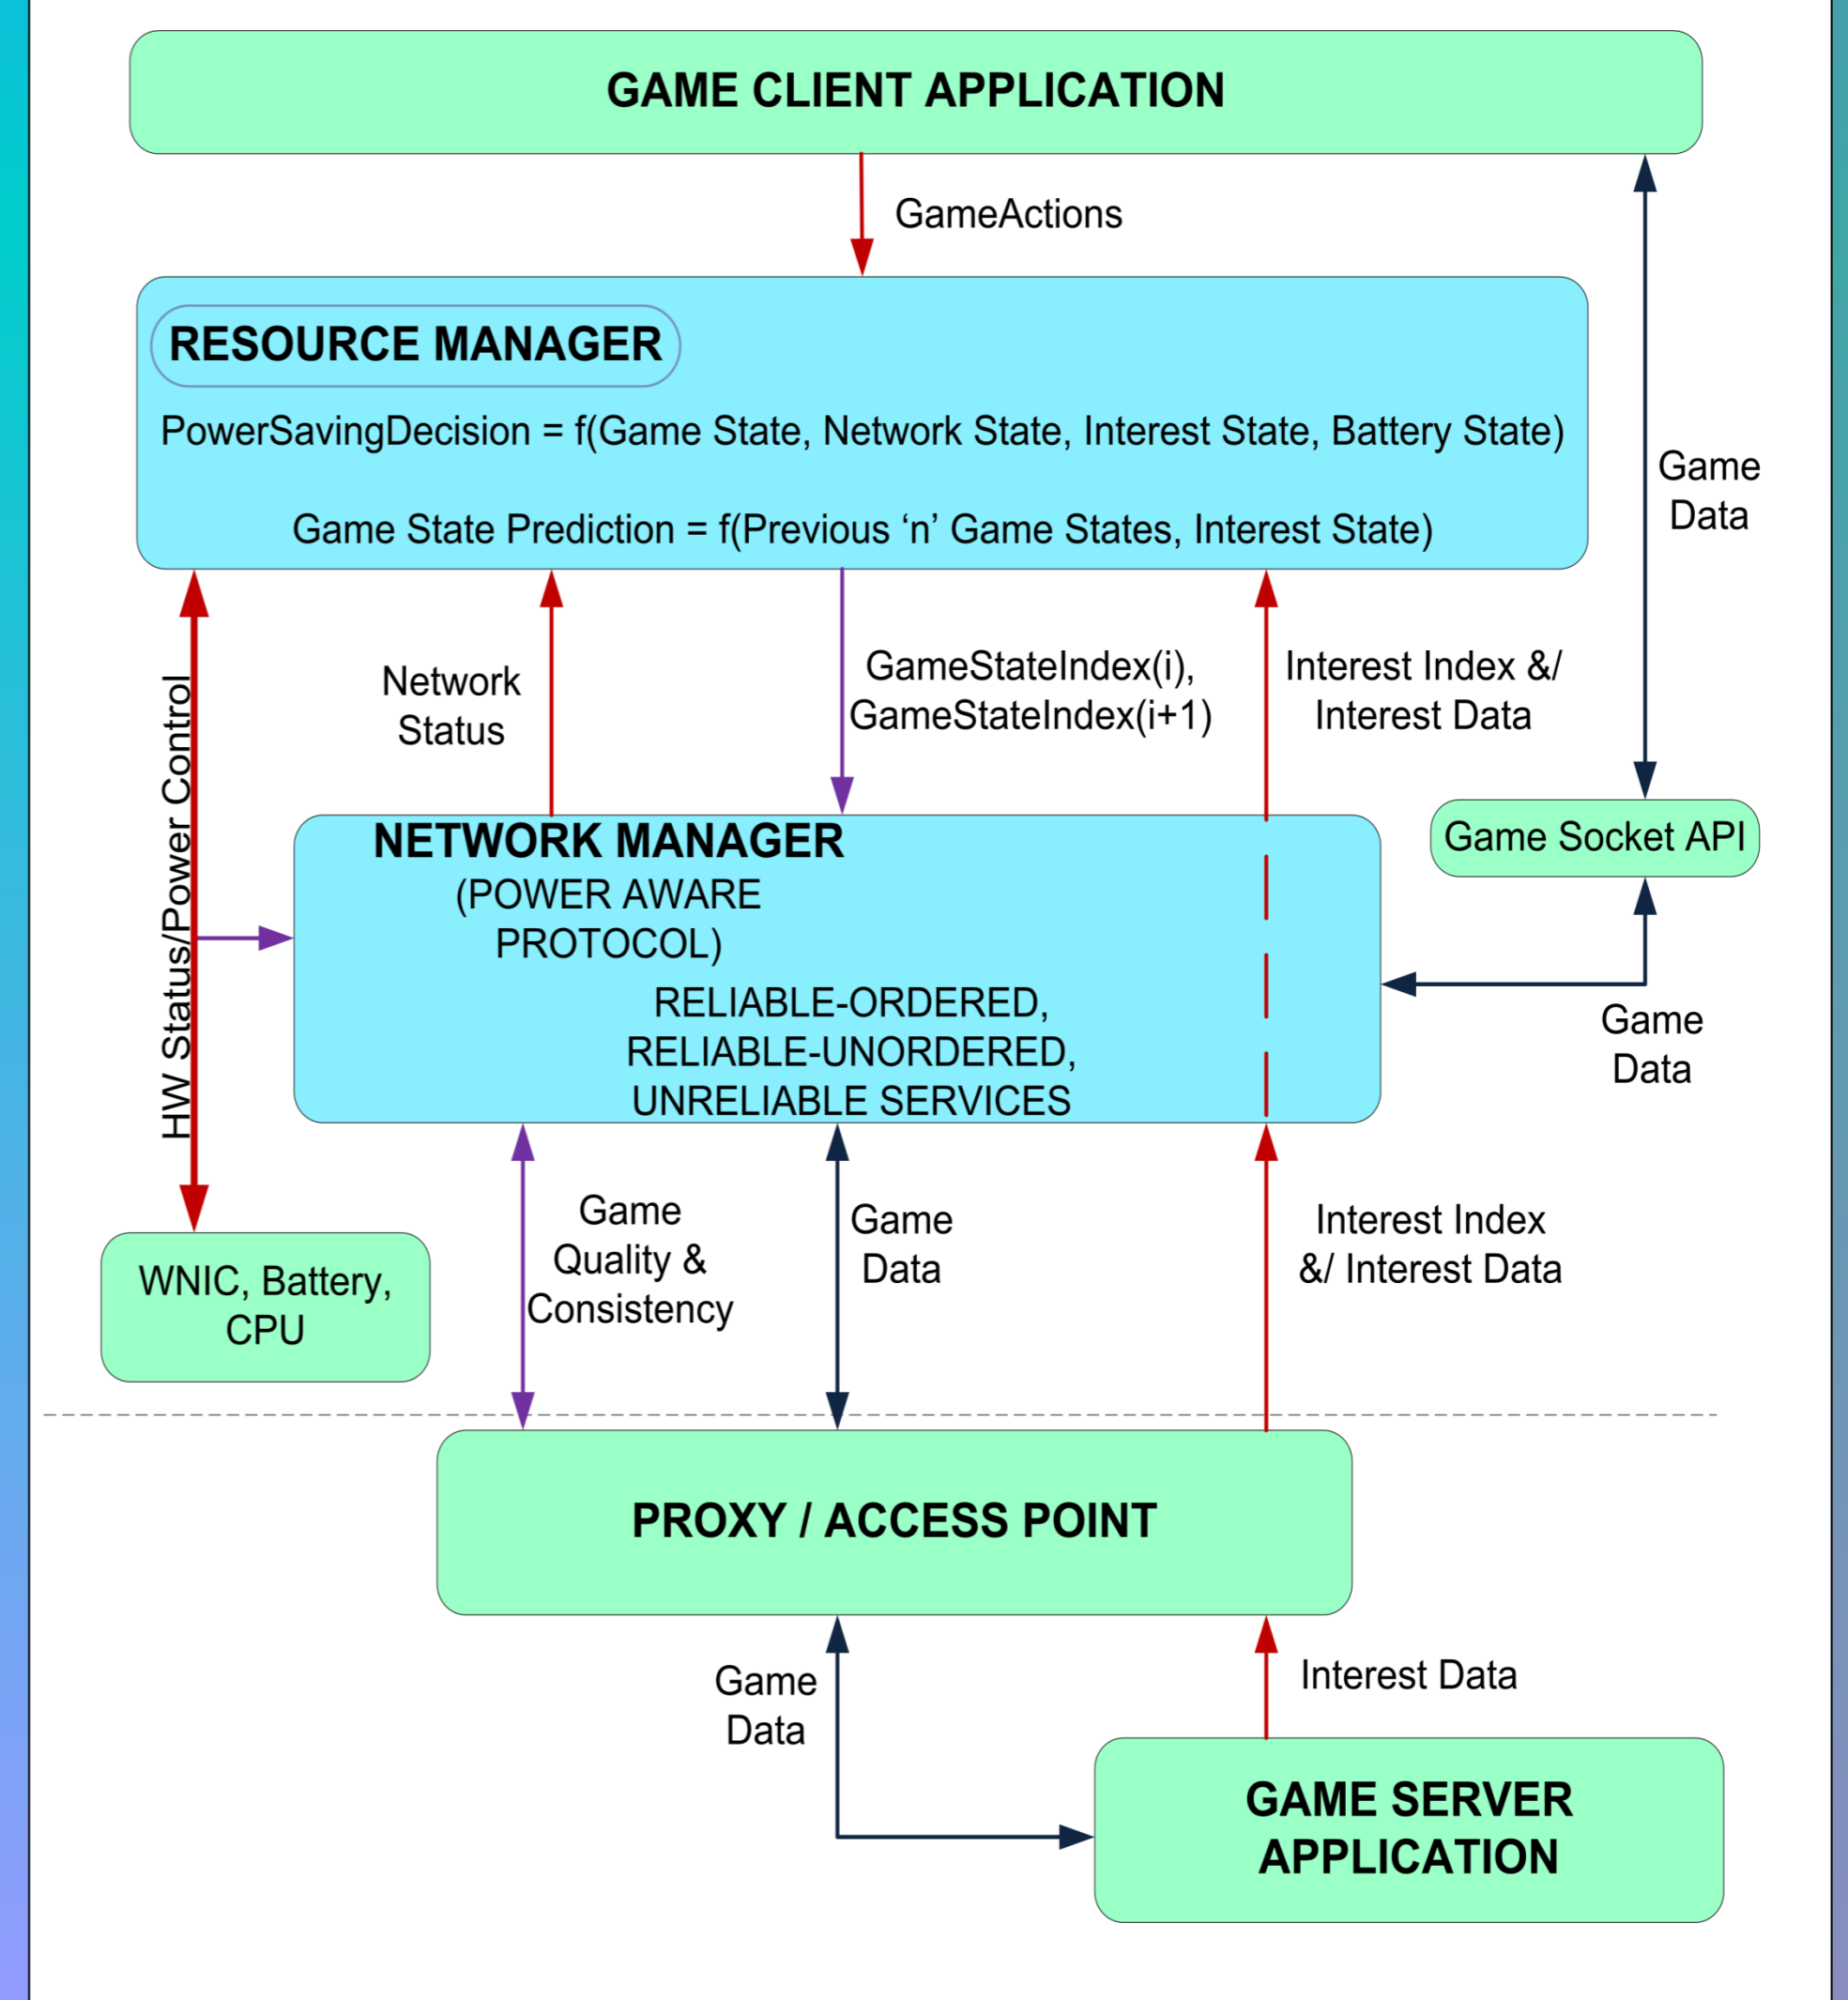 GAME CLIENT APPLICATION
GameActions
RESOURCE MANAGER
PowerSavingDecision = f(Game State, Network State, Interest State, Battery State)
Game State Prediction = f(Previous ‘n’ Game States, Interest State)
Game
Data
HW Status/Power Control
Network
Status
GameStateIndex(i),
GameStateIndex(i+1)
Interest Index &/
Interest Data
Game Socket API
NETWORK MANAGER
(POWER AWARE
PROTOCOL)
RELIABLE-ORDERED,
RELIABLE-UNORDERED,
UNRELIABLE SERVICES
Game
Data
WNIC, Battery,
CPU
Game
Quality &
Consistency
Game
Data
Interest Index
&/ Interest Data
PROXY / ACCESS POINT
Game
Data
Interest Data
GAME SERVER
APPLICATION